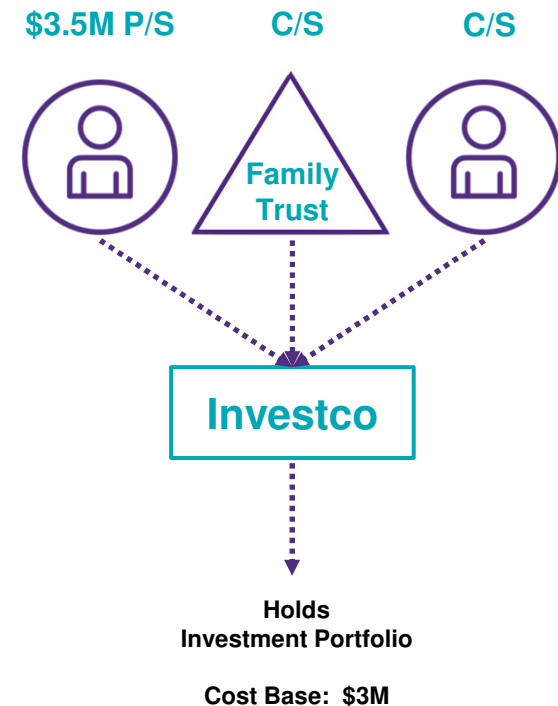 $3.5M P/S
C/S
C/S
Family
Trust
Investco
Holds
Investment Portfolio
Cost Base: $3M